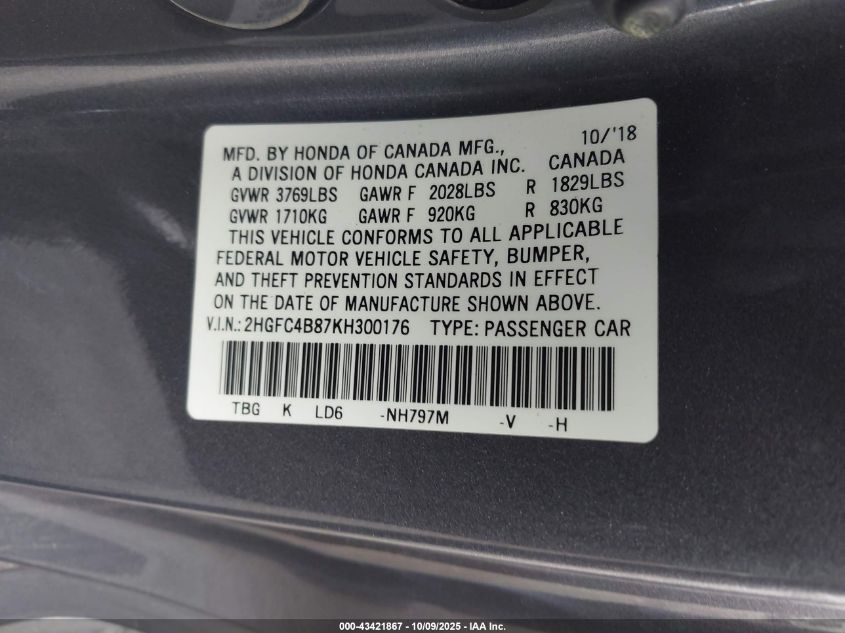 10/'18
MFD. BY HONDA OF CANADA MFG.,
A DIVISION OF HONDA CANADA INC. CANADA
GVWR 3769LBS GAWR F 2028LBS R 1829LBS
GVWR 1710KG GAWR F 920KG R 830KG
THIS VEHICLE CONFORMS TO ALL APPLICABLE
FEDERAL MOTOR VEHICLE SAFETY, BUMPER,
AND THEFT PREVENTION STANDARDS IN EFFECT
ON THE DATE OF MANUFACTURE SHOWN ABOVE.
V.I.N.: 2HGFC4B87KH300176 TYPE: PASSENGER CAR
TBG K LD6 -NH797M -V -H
000-43421867 - 10/09/2025 - IAA Inc.